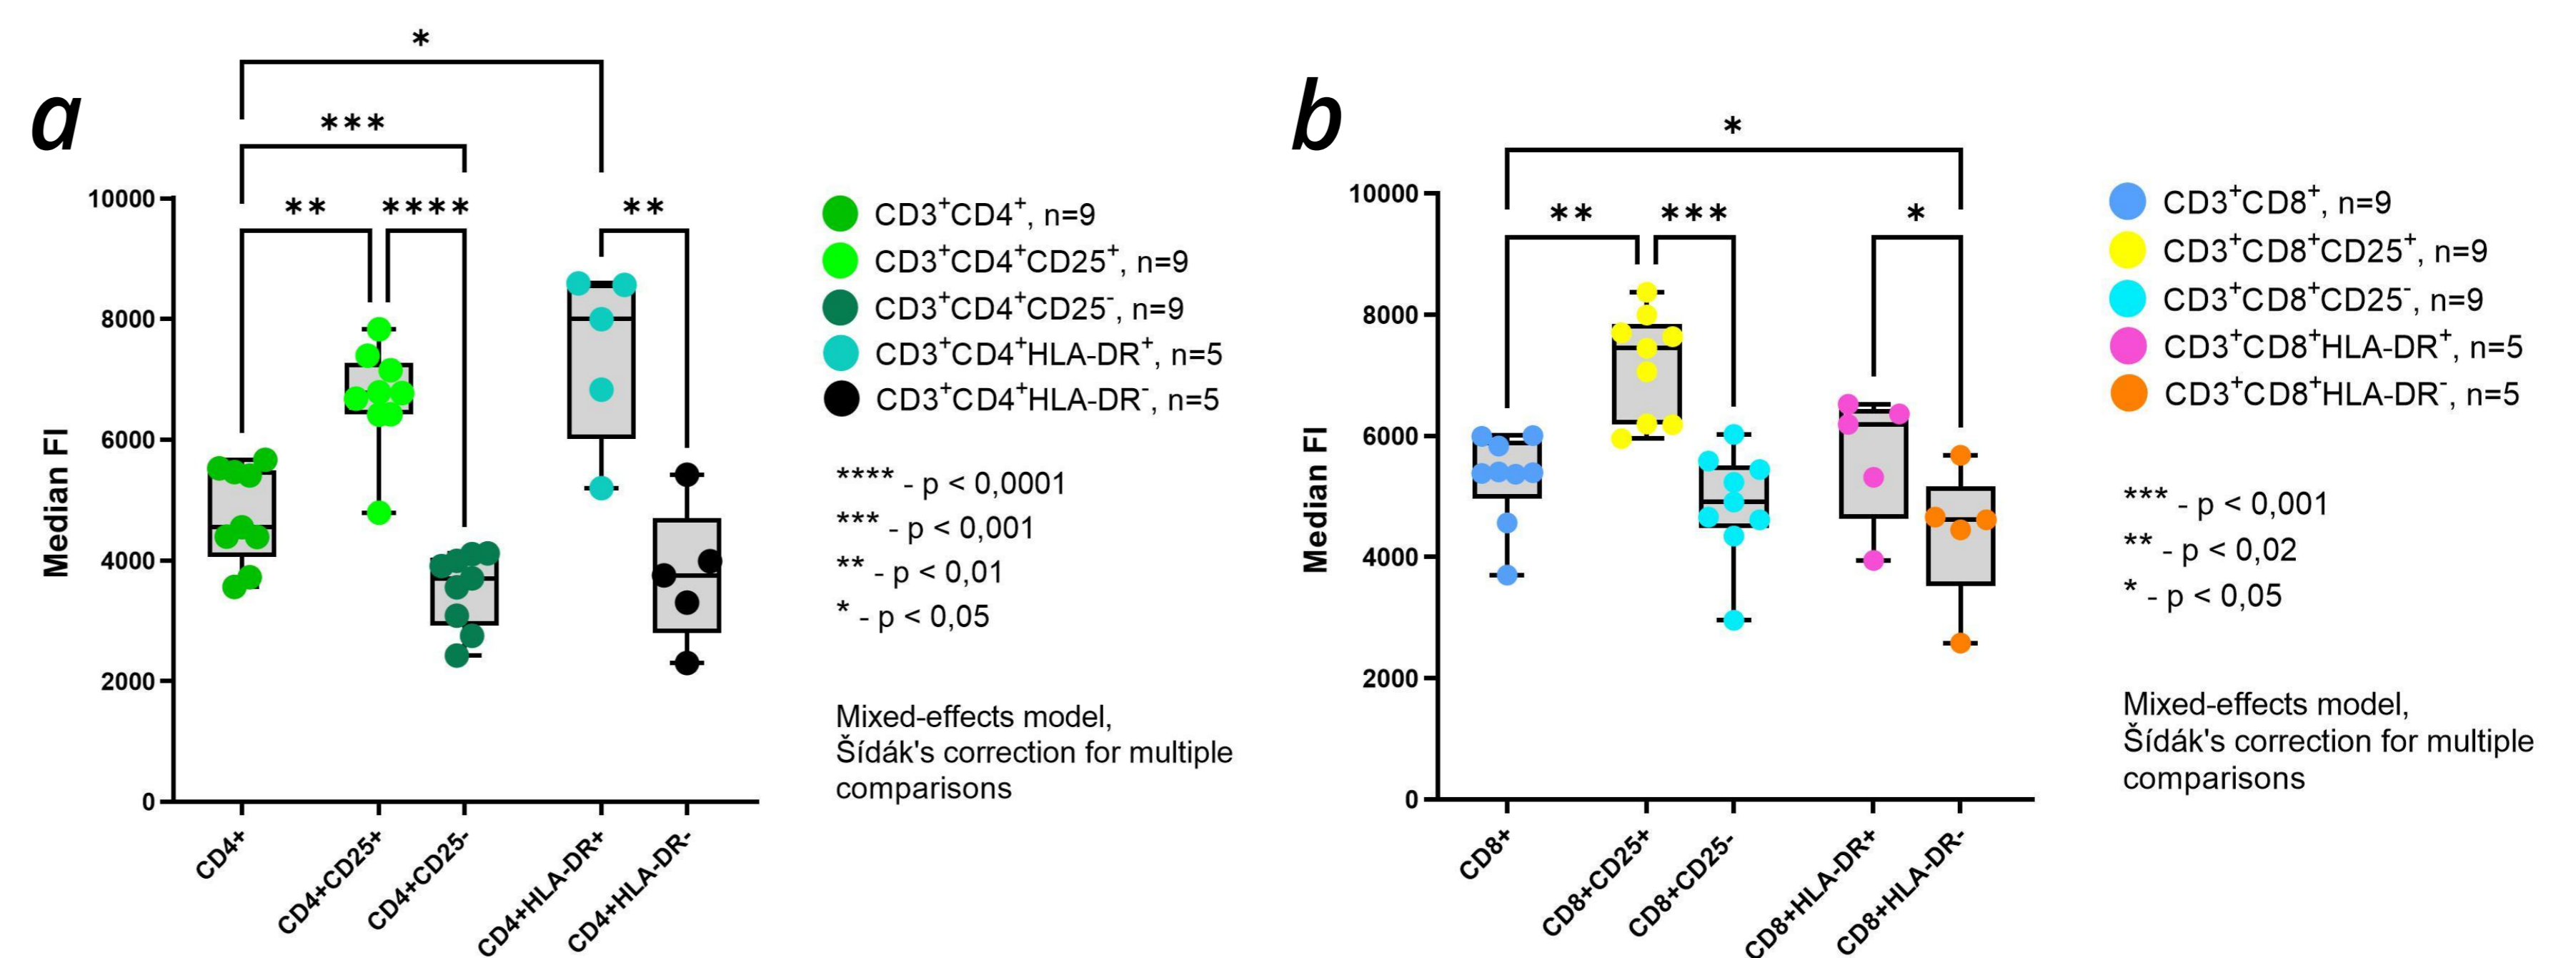 a
*
***
** **** **
10000
8000
6000
4000
2000
0
Median FI
CD4+
CD4+CD25+
CD4+CD25-
CD4+HLA-DR+
CD4+HLA-DR-
CD3⁺CD4⁺, n=9
CD3⁺CD4⁺CD25⁺, n=9
CD3⁺CD4⁺CD25⁻, n=9
CD3⁺CD4⁺HLA-DR⁺, n=5
CD3⁺CD4⁺HLA-DR⁻, n=5
**** - p < 0,0001
*** - p < 0,001
** - p < 0,01
* - p < 0,05
Mixed-effects model,
Šídák's correction for multiple
comparisons
b
*
** *** *
10000
8000
6000
4000
2000
0
Median FI
CD8+
CD8+CD25+
CD8+CD25-
CD8+HLA-DR+
CD8+HLA-DR-
CD3⁺CD8⁺, n=9
CD3⁺CD8⁺CD25⁺, n=9
CD3⁺CD8⁺CD25⁻, n=9
CD3⁺CD8⁺HLA-DR⁺, n=5
CD3⁺CD8⁺HLA-DR⁻, n=5
*** - p < 0,001
** - p < 0,02
* - p < 0,05
Mixed-effects model,
Šídák's correction for multiple
comparisons